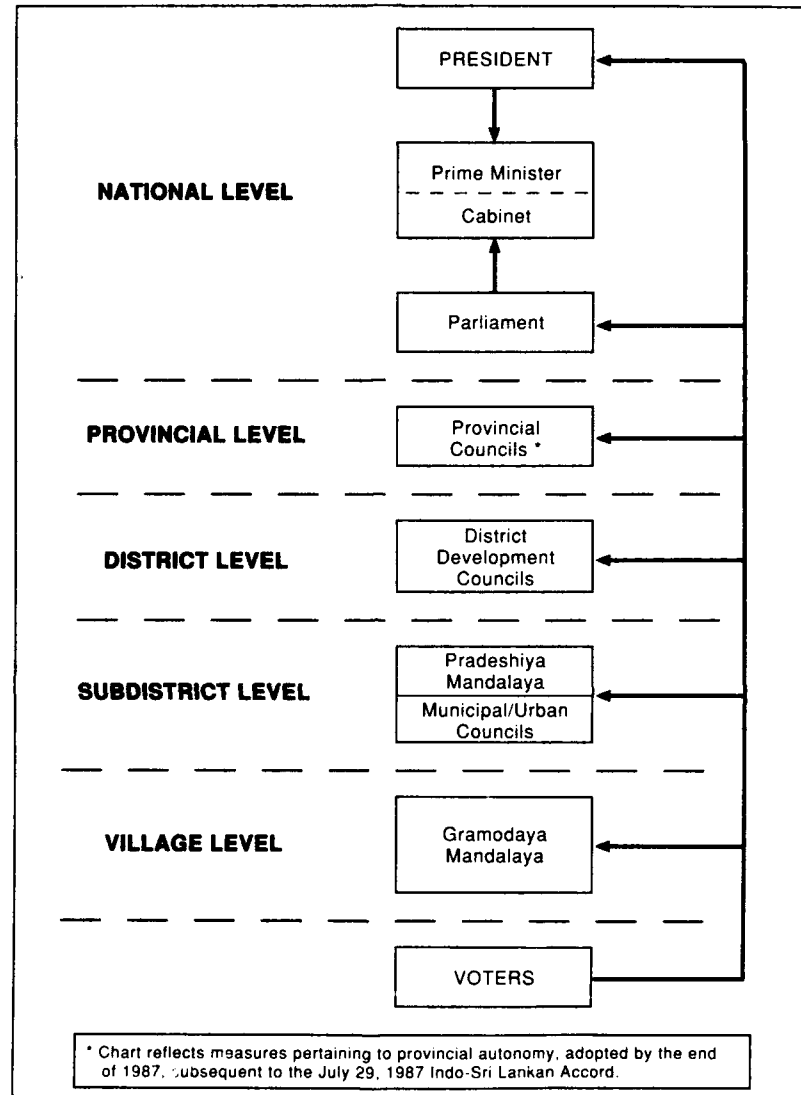 PRESIDENT
NATIONAL LEVEL
Prime Minister
Cabinet
Parliament
PROVINCIAL LEVEL
Provincial
Councils *
DISTRICT LEVEL
District
Development
Councils
SUBDISTRICT LEVEL
Pradeshiya
Mandalaya
Municipal/Urban
Councils
VILLAGE LEVEL
Gramodaya
Mandalaya
VOTERS
* Chart reflects measures pertaining to provincial autonomy, adopted by the end
of 1987, subsequent to the July 29, 1987 Indo-Sri Lankan Accord.